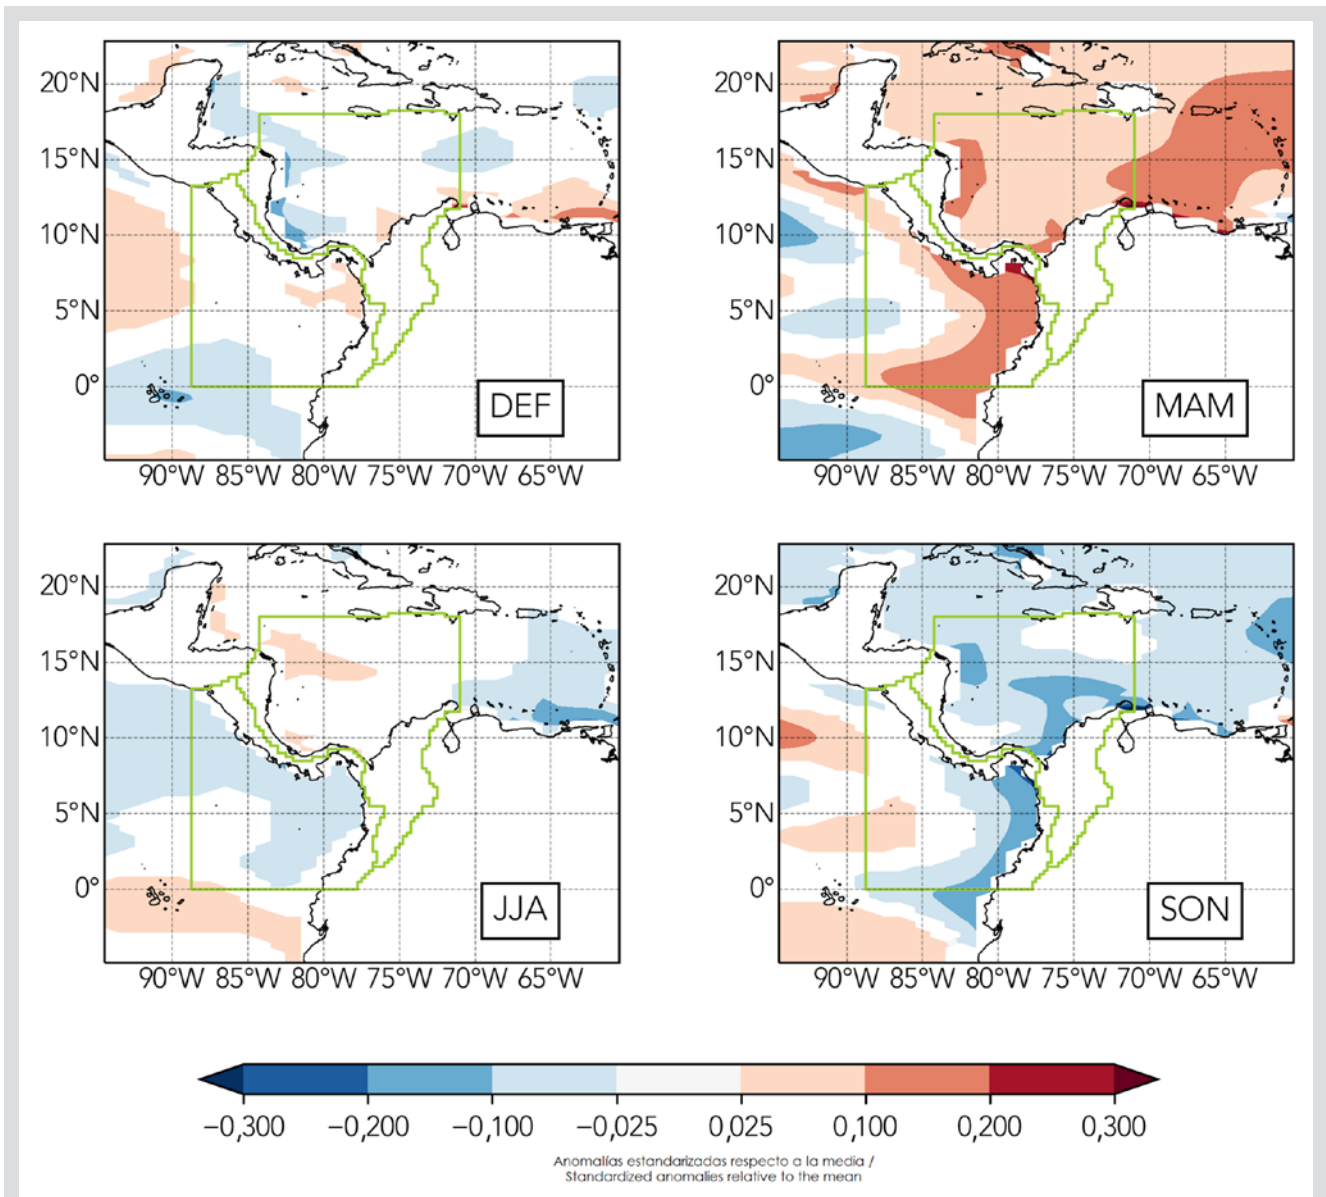 20°N
15°N
10°N
5°N
0°
DEF
90°W 85°W 80°W 75°W 70°W 65°W
20°N
15°N
10°N
5°N
0°
MAM
90°W 85°W 80°W 75°W 70°W 65°W
20°N
15°N
10°N
5°N
0°
JJA
90°W 85°W 80°W 75°W 70°W 65°W
20°N
15°N
10°N
5°N
0°
SON
90°W 85°W 80°W 75°W 70°W 65°W
−0,300 −0,200 −0,100 −0,025 0,025 0,100 0,200 0,300
Anomalías estandarizadas respecto a la media /
Standardized anomalies relative to the mean